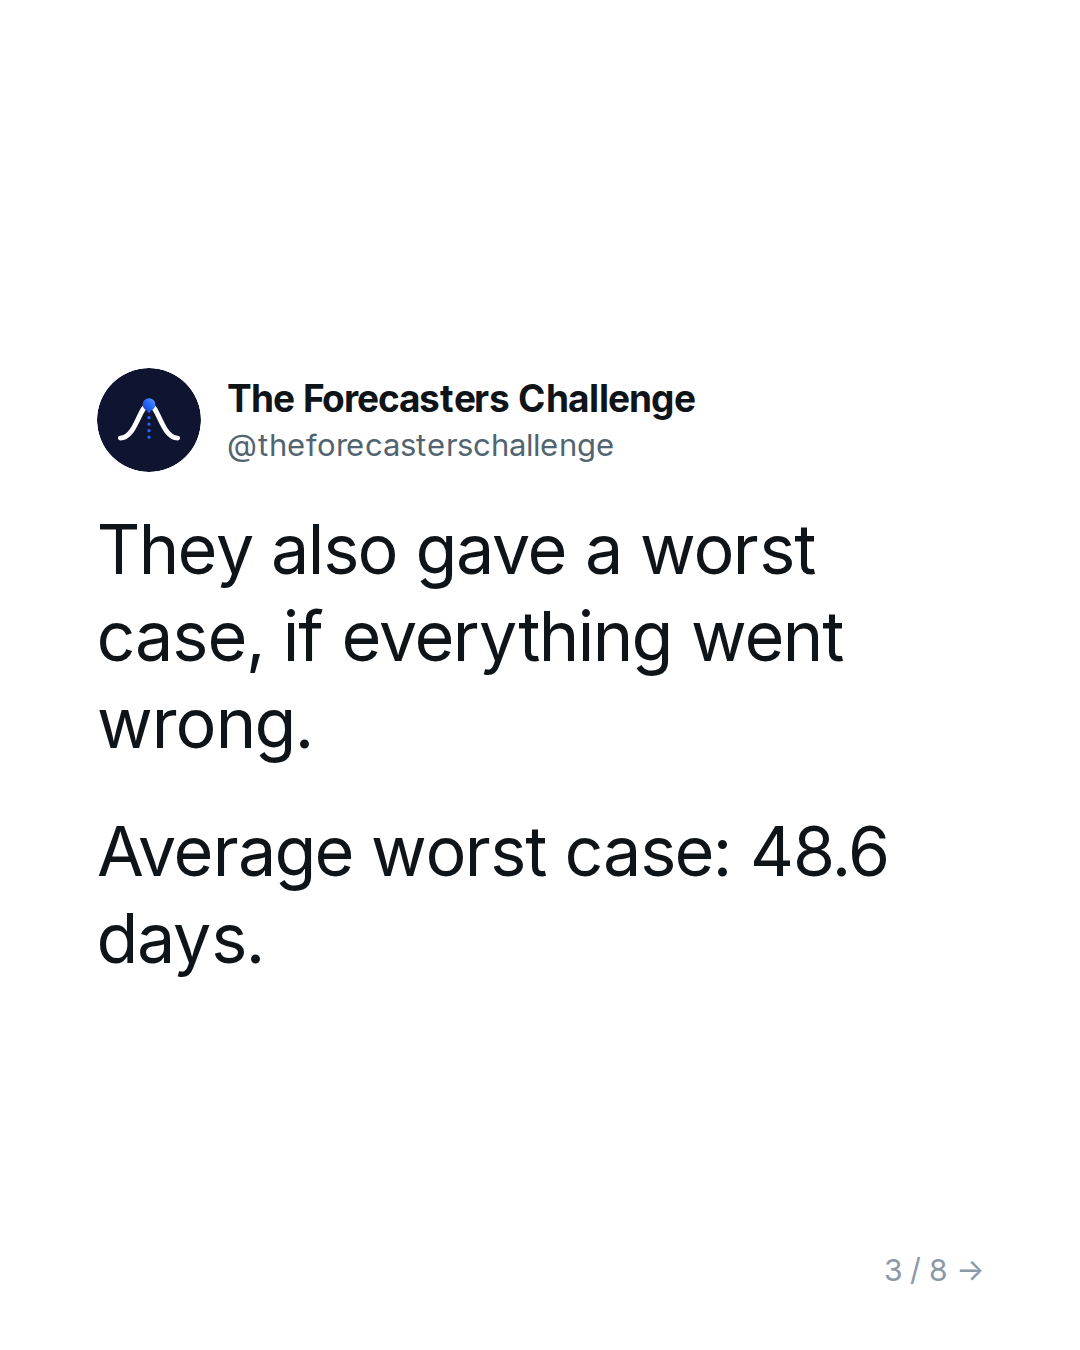 The Forecasters Challenge
@theforecasterschallenge
They also gave a worst
case, if everything went
wrong.
Average worst case: 48.6
days.
3 / 8 →